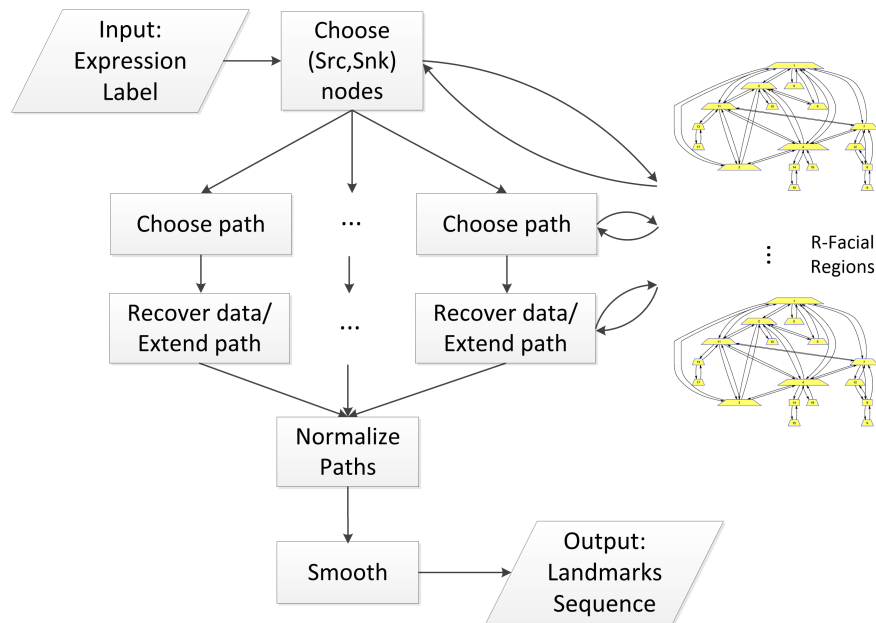 Input:
Expression
Label
Choose
(Src,Snk)
nodes
Choose path
...
Choose path
R-Facial
Regions
Recover data/
Extend path
...
Recover data/
Extend path
Normalize
Paths
Smooth
Output:
Landmarks
Sequence